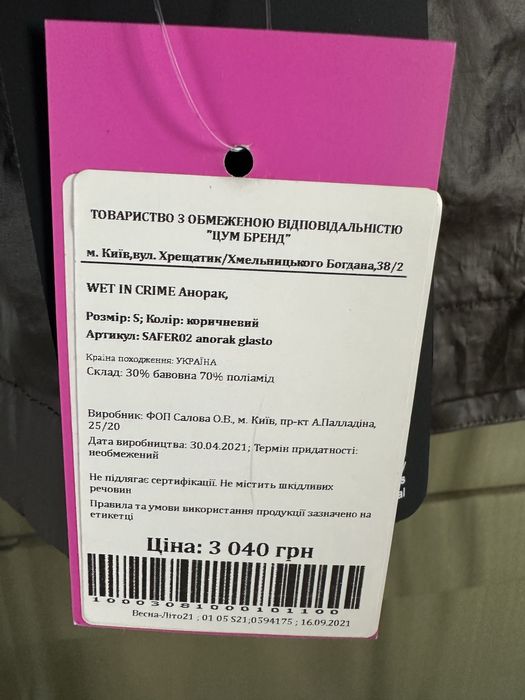 ТОВАРИСТВО З ОБМЕЖЕНОЮ ВІДПОВІДАЛЬНІСТЮ
"ЦУМ БРЕНД"
м. Київ,вул. Хрещатик/Хмельницького Богдана,38/2
WET IN CRIME Анорак,
Розмір: S; Колір: коричневий
Артикул: SAFER02 anorak glasto
Країна походження: УКРАЇНА
Склад: 30% бавовна 70% поліамід
Виробник: ФОП Салова О.В., м. Київ, пр-кт А.Палладіна,
25/20
Дата виробництва: 30.04.2021; Термін придатності:
необмежений
Не підлягає сертифікації. Не містить шкідливих
речовин
Правила та умови використання продукції зазначено на
етикетці
Ціна: 3 040 грн
1000308100010110​0
Весна-Літо21 ; 01 05 S21;0394175 ; 16.09.2021